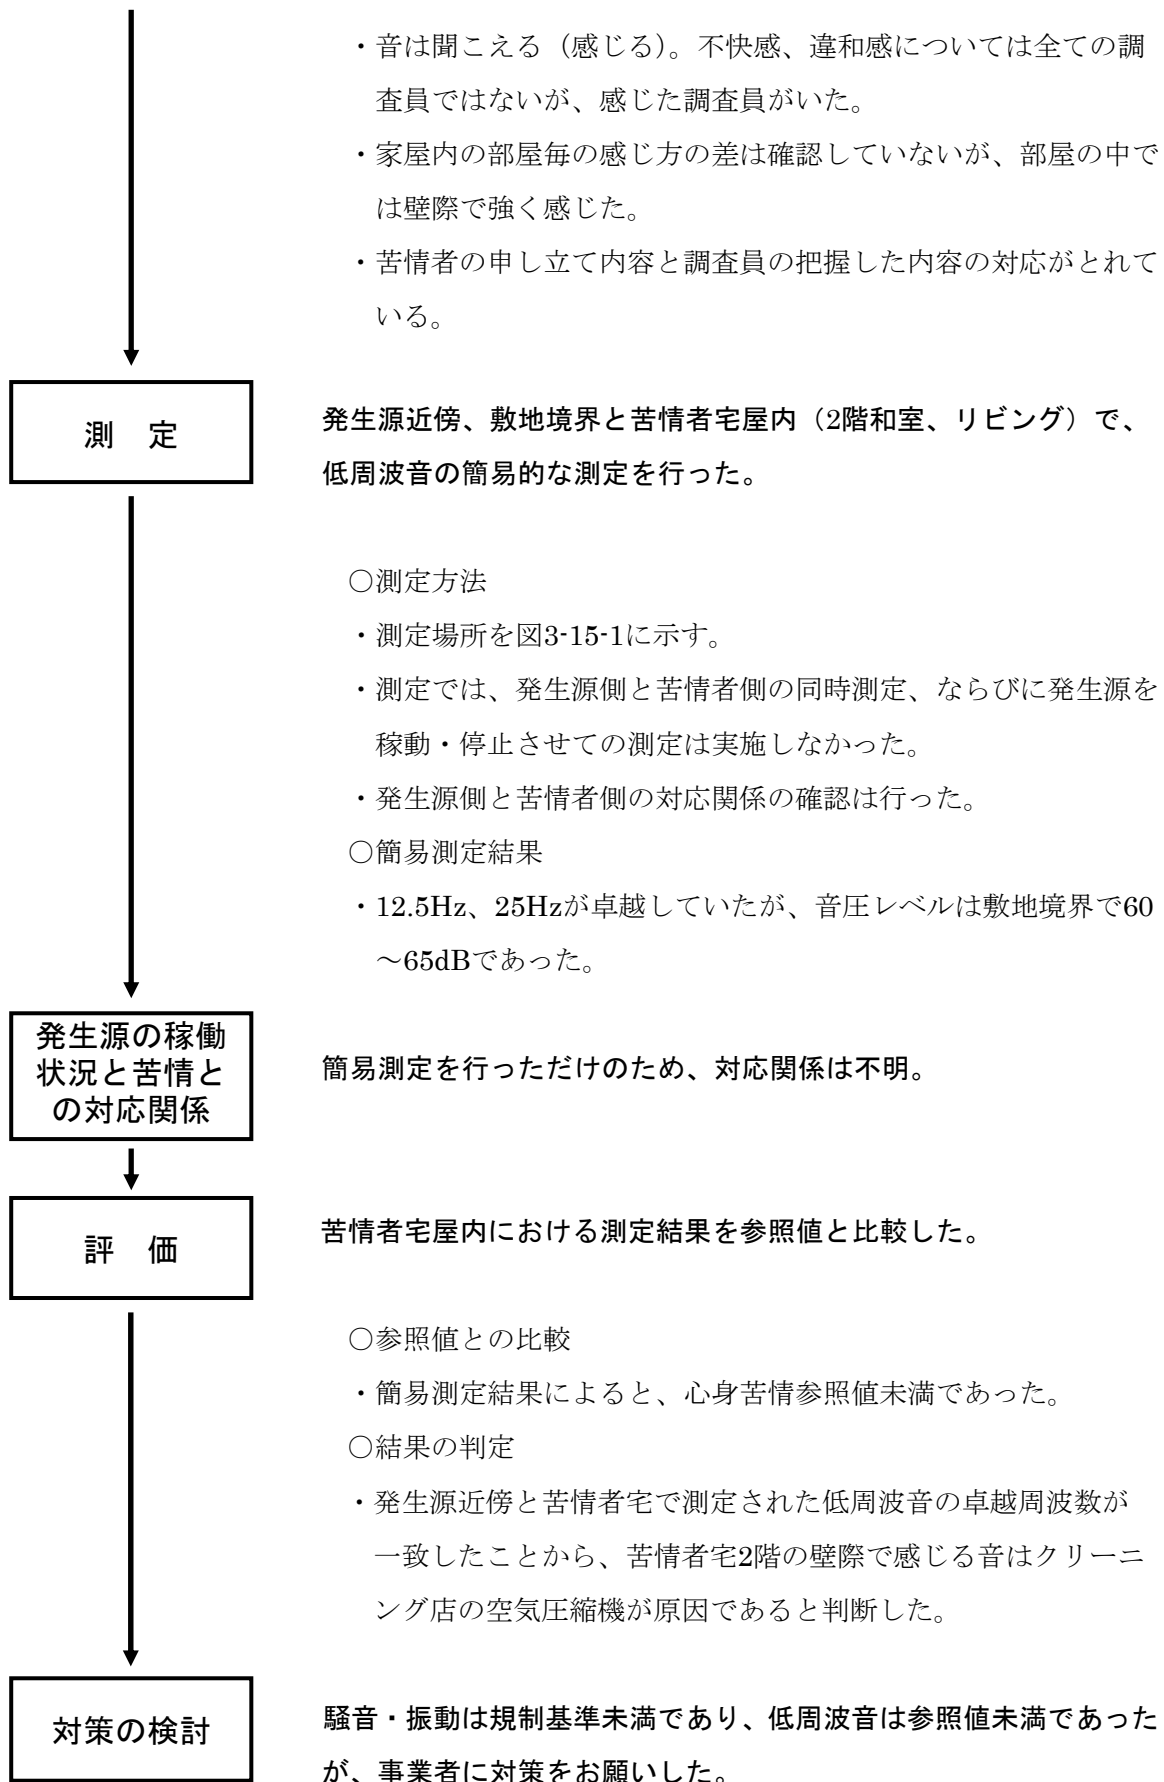 ・音は聞こえる（感じる）。不快感、違和感については全ての調
査員ではないが、感じた調査員がいた。
・家屋内の部屋毎の感じ方の差は確認していないが、部屋の中で
は壁際で強く感じた。
・苦情者の申し立て内容と調査員の把握した内容の対応がとれて
いる。
測　定
発生源近傍、敷地境界と苦情者宅屋内（2階和室、リビング）で、
低周波音の簡易的な測定を行った。
○測定方法
・測定場所を図3-15-1に示す。
・測定では、発生源側と苦情者側の同時測定、ならびに発生源を
稼動・停止させての測定は実施しなかった。
・発生源側と苦情者側の対応関係の確認は行った。
○簡易測定結果
・12.5Hz、25Hzが卓越していたが、音圧レベルは敷地境界で60
～65dBであった。
発生源の稼働
状況と苦情と
の対応関係
簡易測定を行っただけのため、対応関係は不明。
評　価
苦情者宅屋内における測定結果を参照値と比較した。
○参照値との比較
・簡易測定結果によると、心身苦情参照値未満であった。
○結果の判定
・発生源近傍と苦情者宅で測定された低周波音の卓越周波数が
一致したことから、苦情者宅2階の壁際で感じる音はクリーニ
ング店の空気圧縮機が原因であると判断した。
対策の検討
騒音・振動は規制基準未満であり、低周波音は参照値未満であった
が、事業者に対策をお願いした。